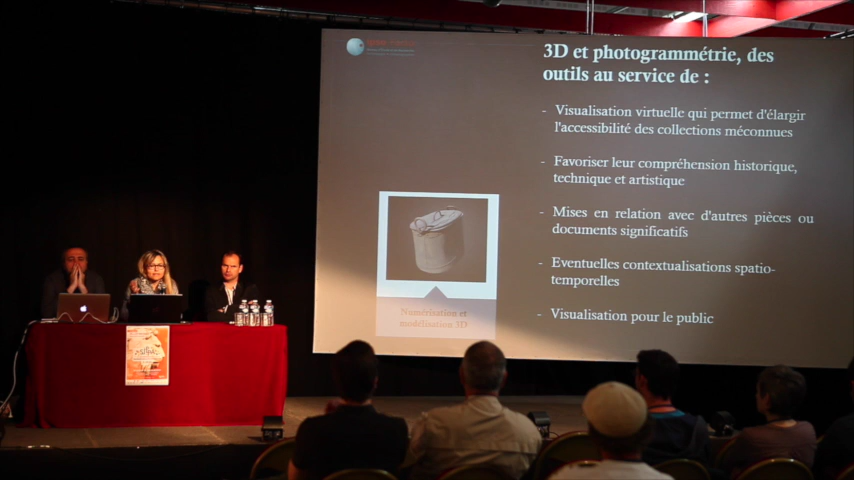 3D et photogrammétrie, des
outils au service de :
- Visualisation virtuelle qui permet d'élargir
l'accessibilité des collections méconnues
- Favoriser leur compréhension historique,
technique et artistique
- Mises en relation avec d'autres pièces ou
documents significatifs
- Eventuelles contextualisations spatio-
temporelles
- Visualisation pour le public
Numérisation et
modélisation 3D